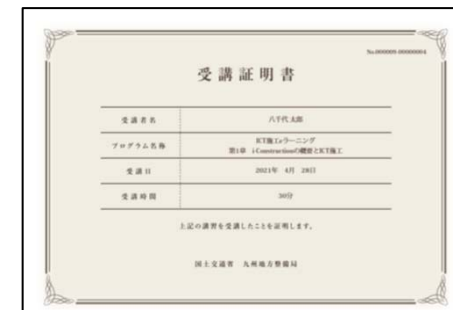 No.000009-00000004
受講証明書
受講者名 八千代太郎
プログラム名称 ICT施工eラーニング
第1章 i-Constructionの概要とICT施工
受講日 2021年 4月 28日
受講時間 30分
上記の講習を受講したことを証明します。
国土交通省 九州地方整備局